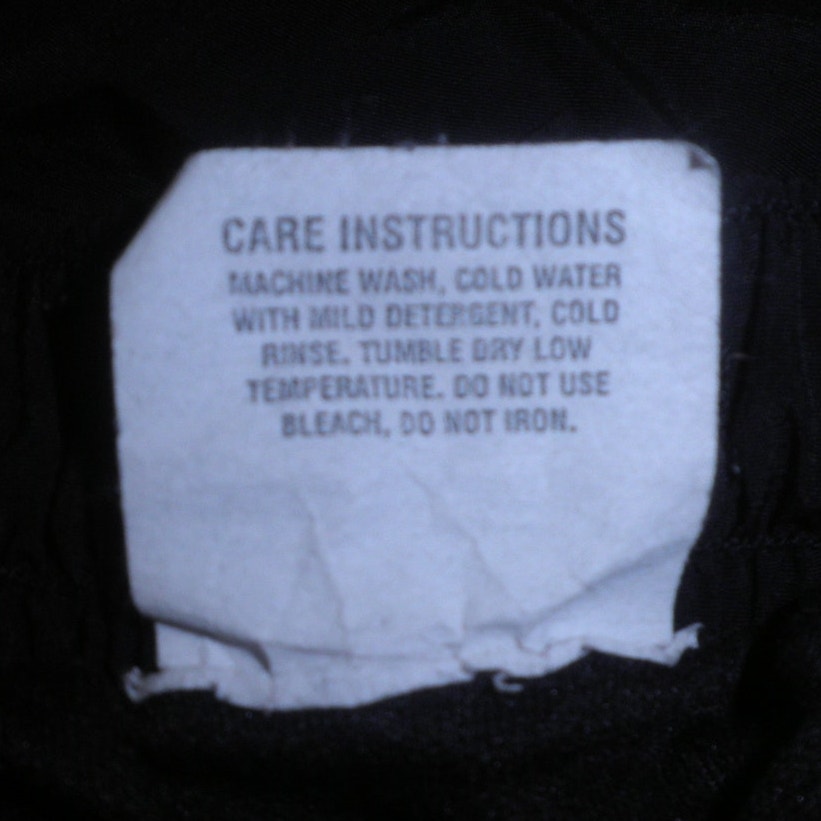 CARE INSTRUCTIONS
MACHINE WASH, COLD WATER
WITH MILD DETERGENT, COLD
RINSE. TUMBLE DRY LOW
TEMPERATURE. DO NOT USE
BLEACH, DO NOT IRON.